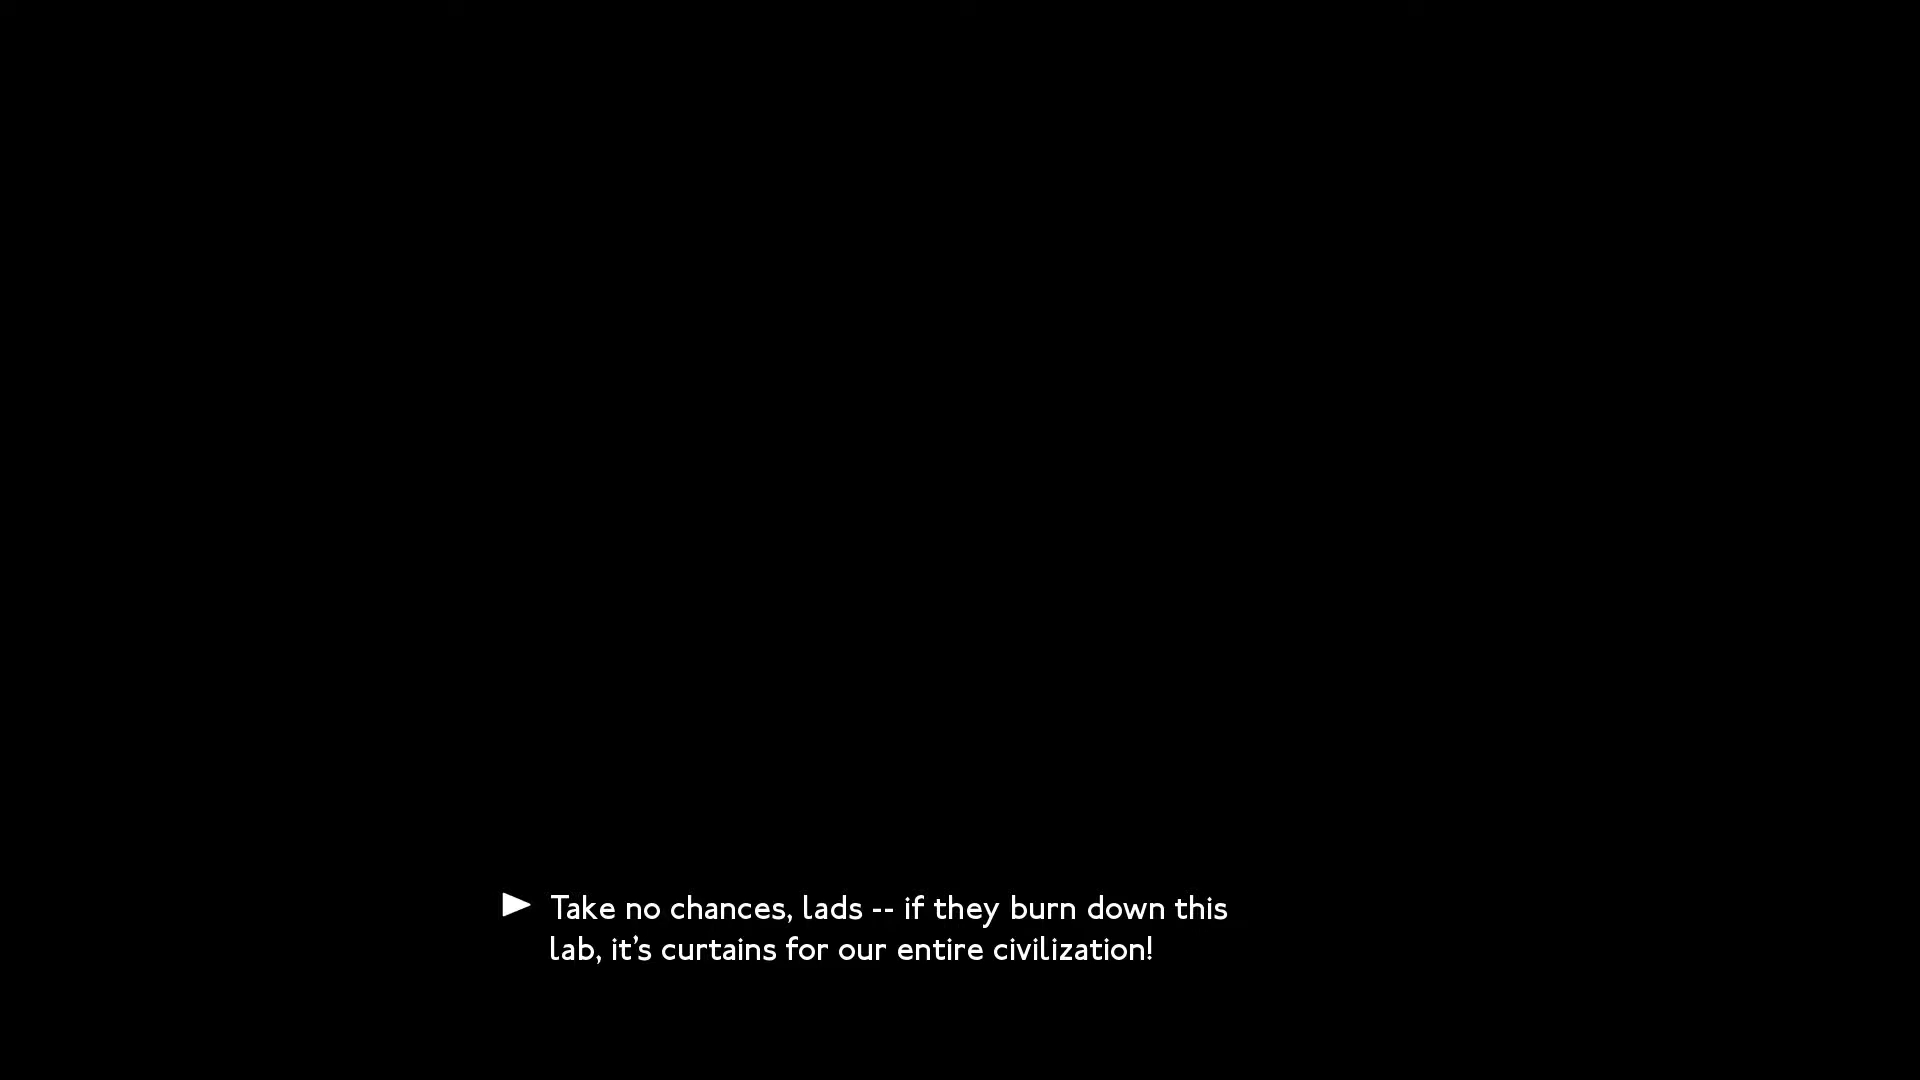 Take no chances, lads -- if they burn down this
lab, it’s curtains for our entire civilization!